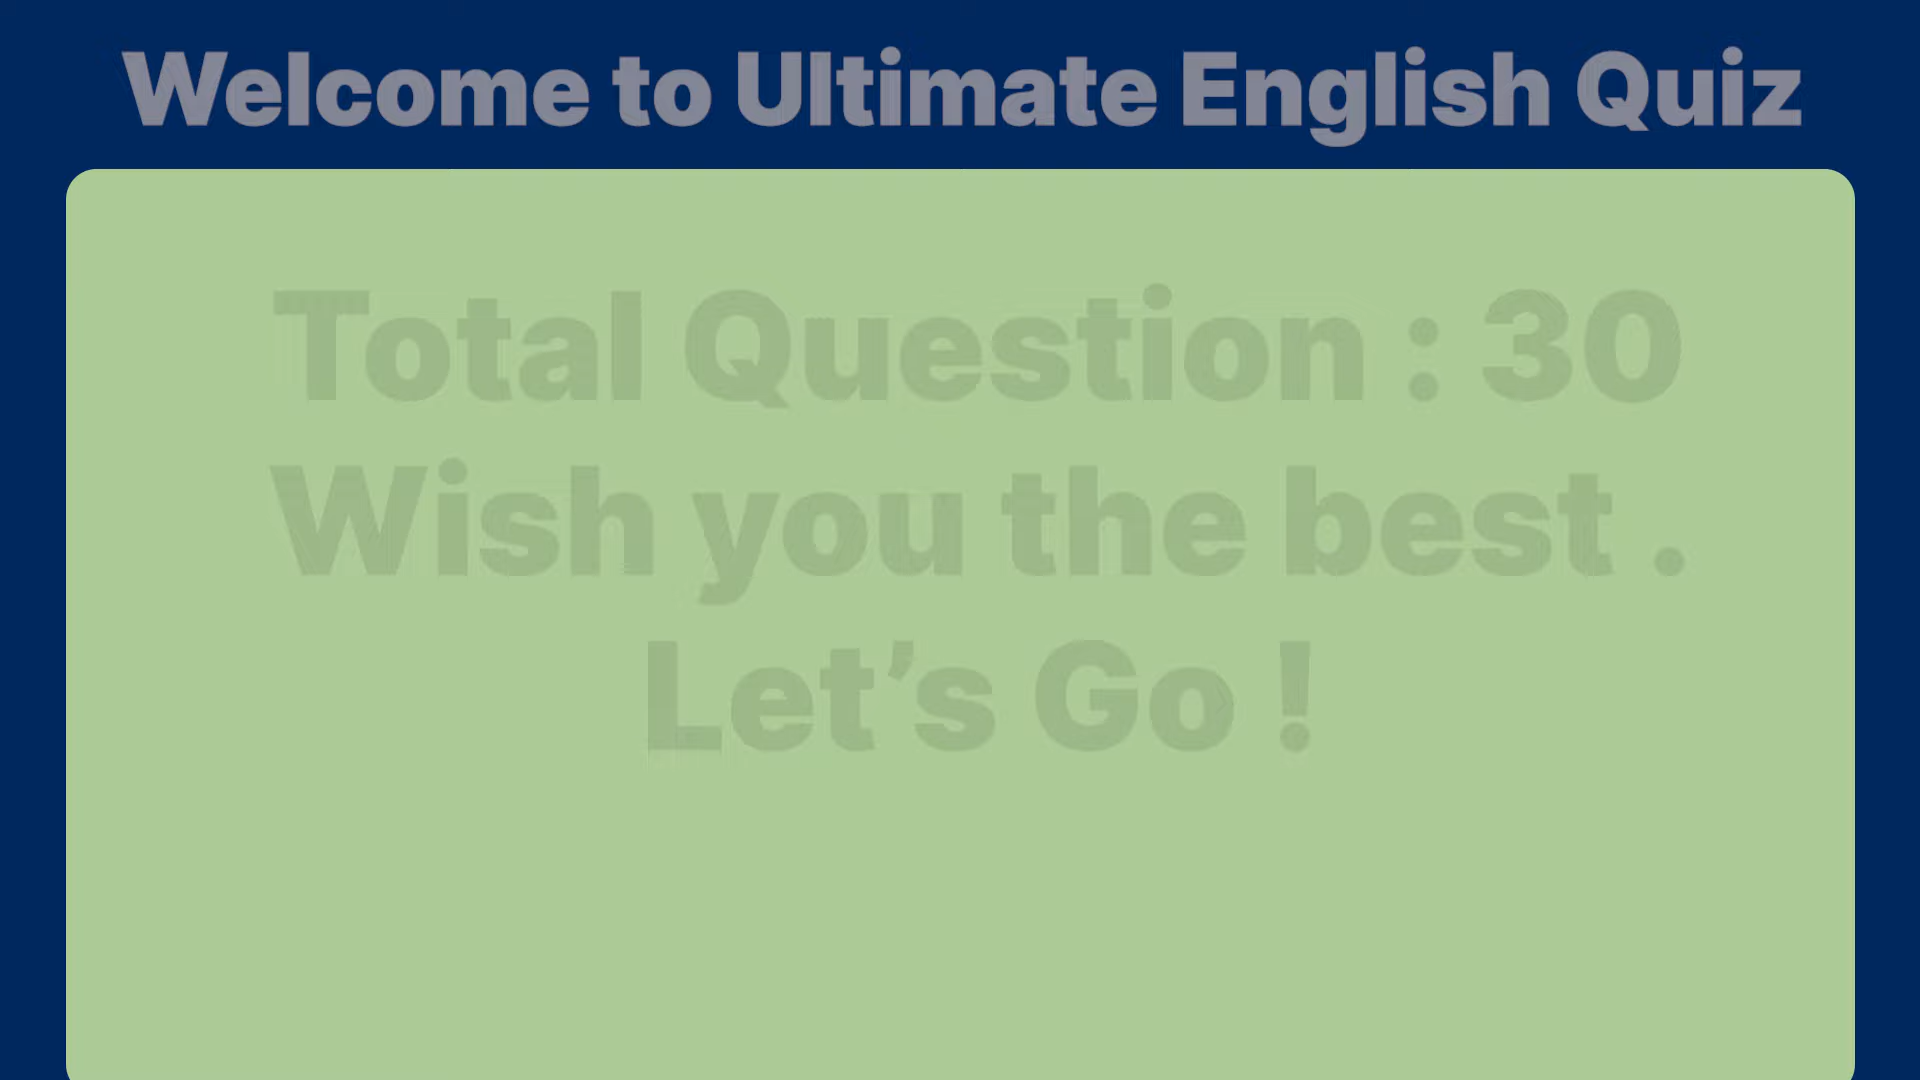 Welcome to Ultimate English Quiz
Total Question : 30
Wish you the best .
Let’s Go !